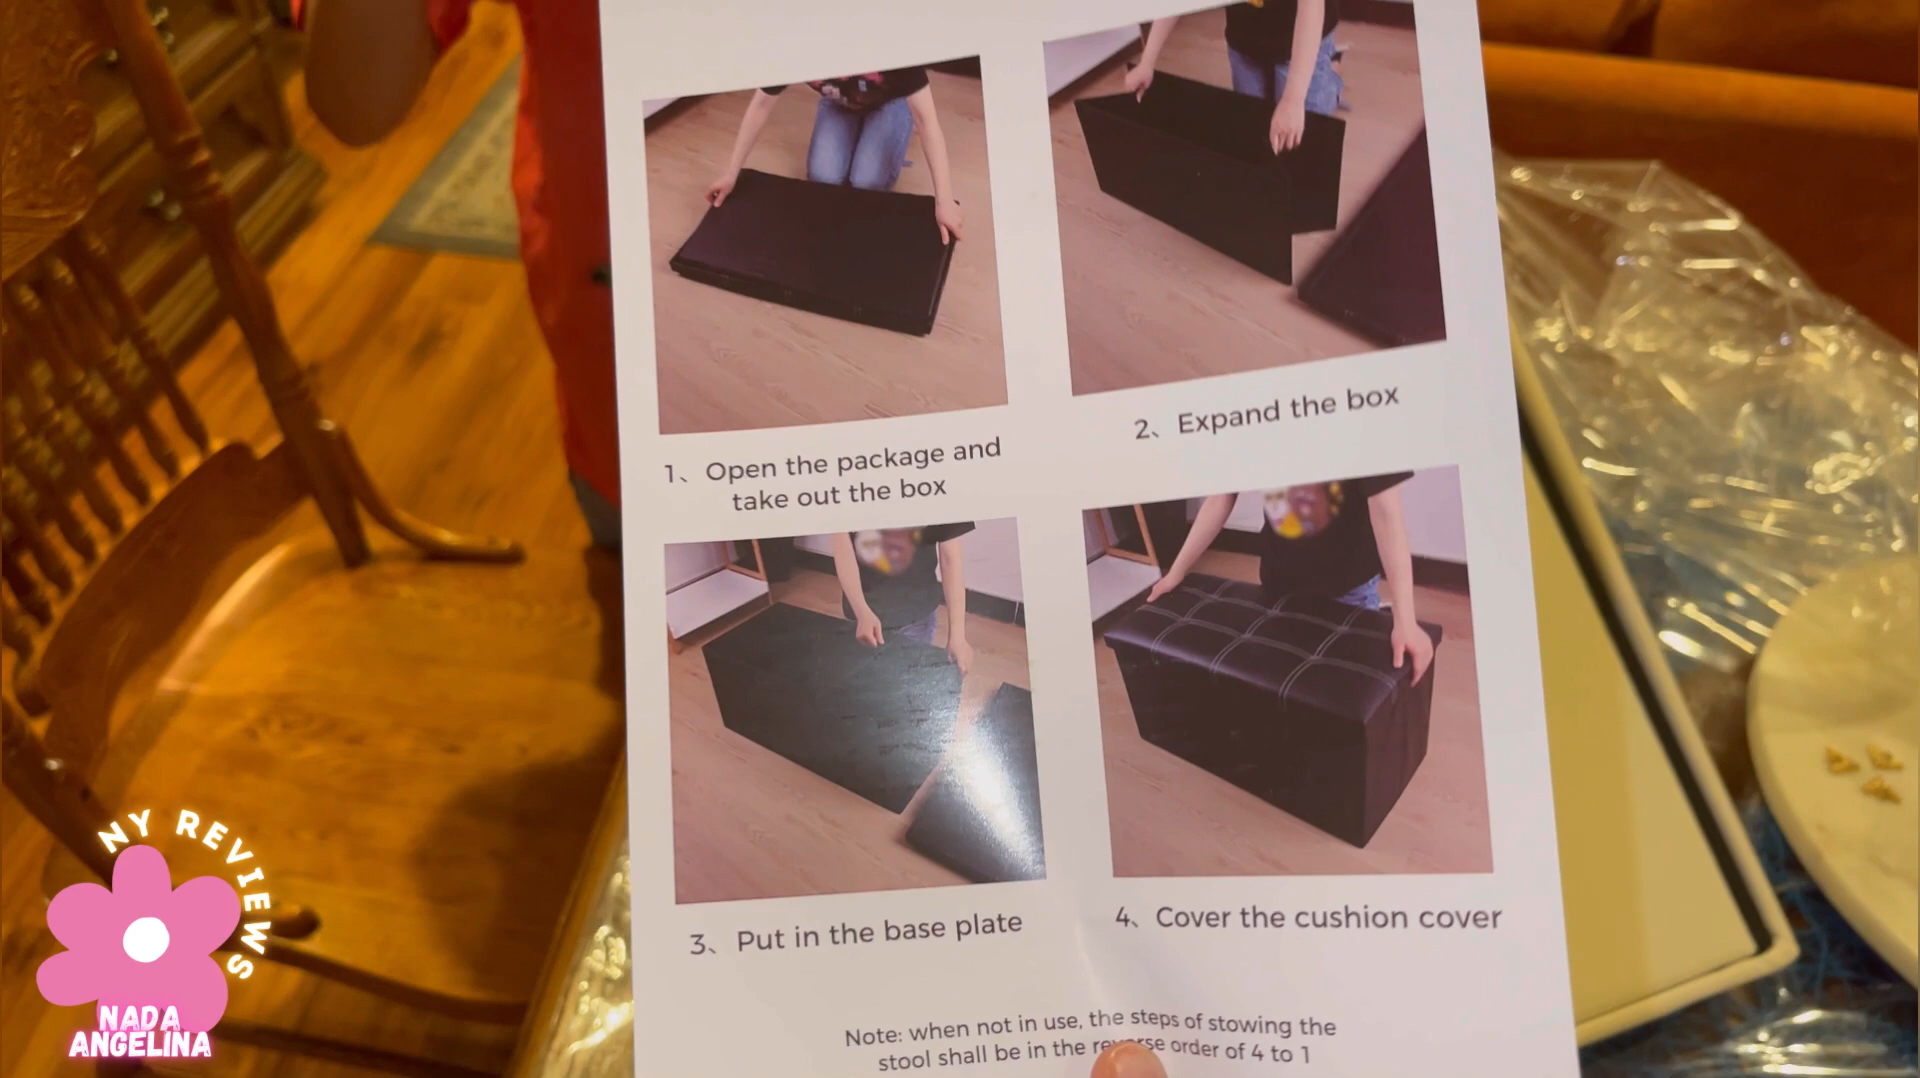 1、Open the package and
take out the box
2、Expand the box
3、Put in the base plate
4、Cover the cushion cover
Note: when not in use, the steps of stowing the
stool shall be in the reverse order of 4 to 1
NY REVIEWS
NADA
ANGELINA